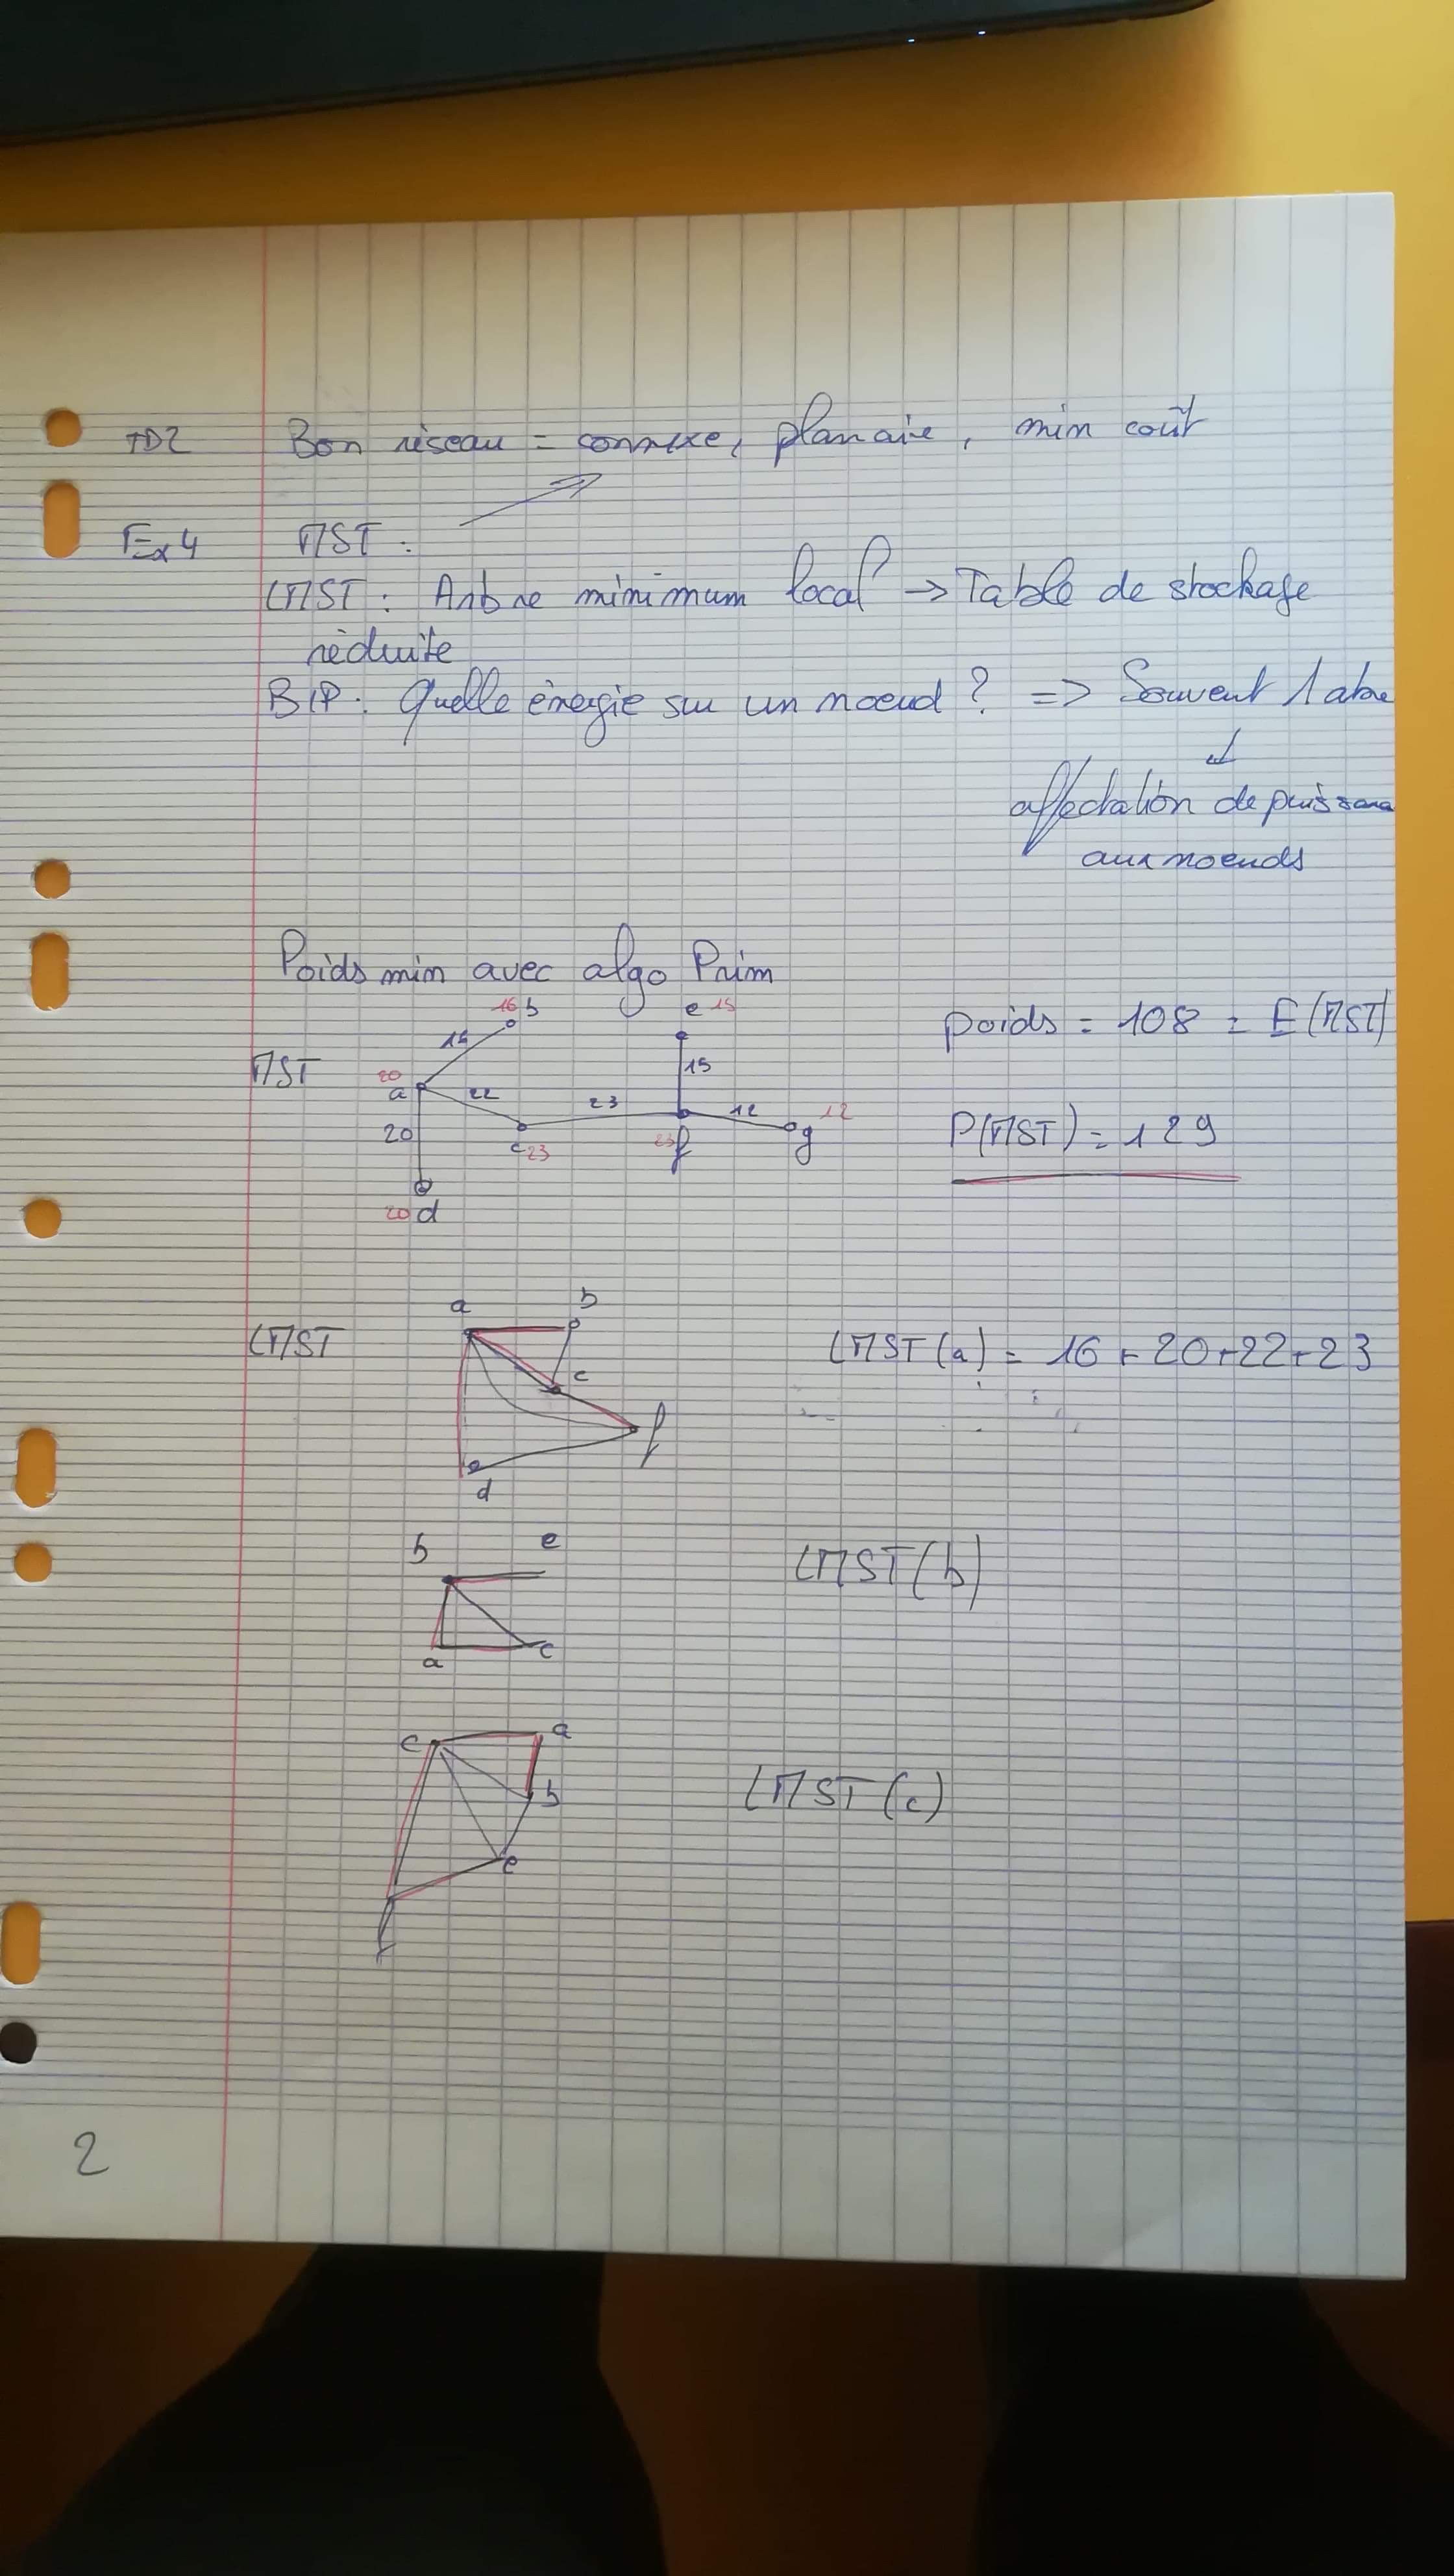 TD2 Bon réseau = connexe, planaire, min coût
Ex 4 MST :
LMST : Arbre minimum local -> Table de stockage
réduite
BIP : Quelle énergie sur un noeud ? => Souvent 1 abre
affectation de puissance
aux noeuds
Poids min avec algo Prim
16 b e 15
poids = 108 = E(MST)
16 15
MST 20 a 22 23 12 12
20 c 23 23 f g
P(MST) = 129
20 d
a b
LMST LMST(a) = 16 + 20 + 22 + 23
c
f
d
b e
LMST(b)
a c
c a
b LMST(c)
e
f
2